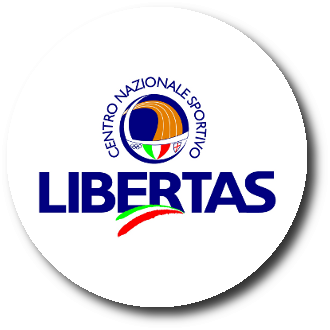 CENTRO NAZIONALE SPORTIVO
LIBERTAS